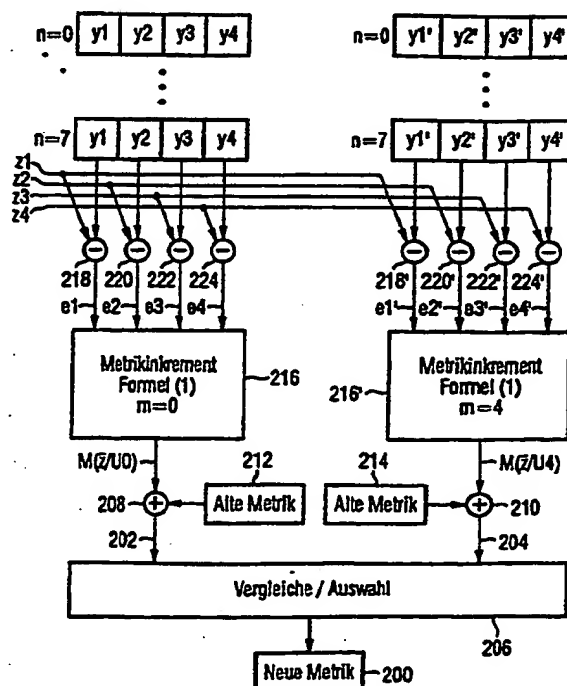 n=0 y1 y2 y3 y4 n=0 y1' y2' y3' y4'
n=7 y1 y2 y3 y4 n=7 y1' y2' y3' y4'
z1
z2
z3
z4
218 220 222 224 218' 220' 222' 224'
e1 e2 e3 e4 e1' e2' e3' e4'
Metrikinkrement
Formel (1)
m=0
216
Metrikinkrement
Formel (1)
m=4
216'
M(z̄/U0) 212 214 M(z̄/U4)
208 + Alte Metrik Alte Metrik + 210
202 204
Vergleiche / Auswahl
206
Neue Metrik 200